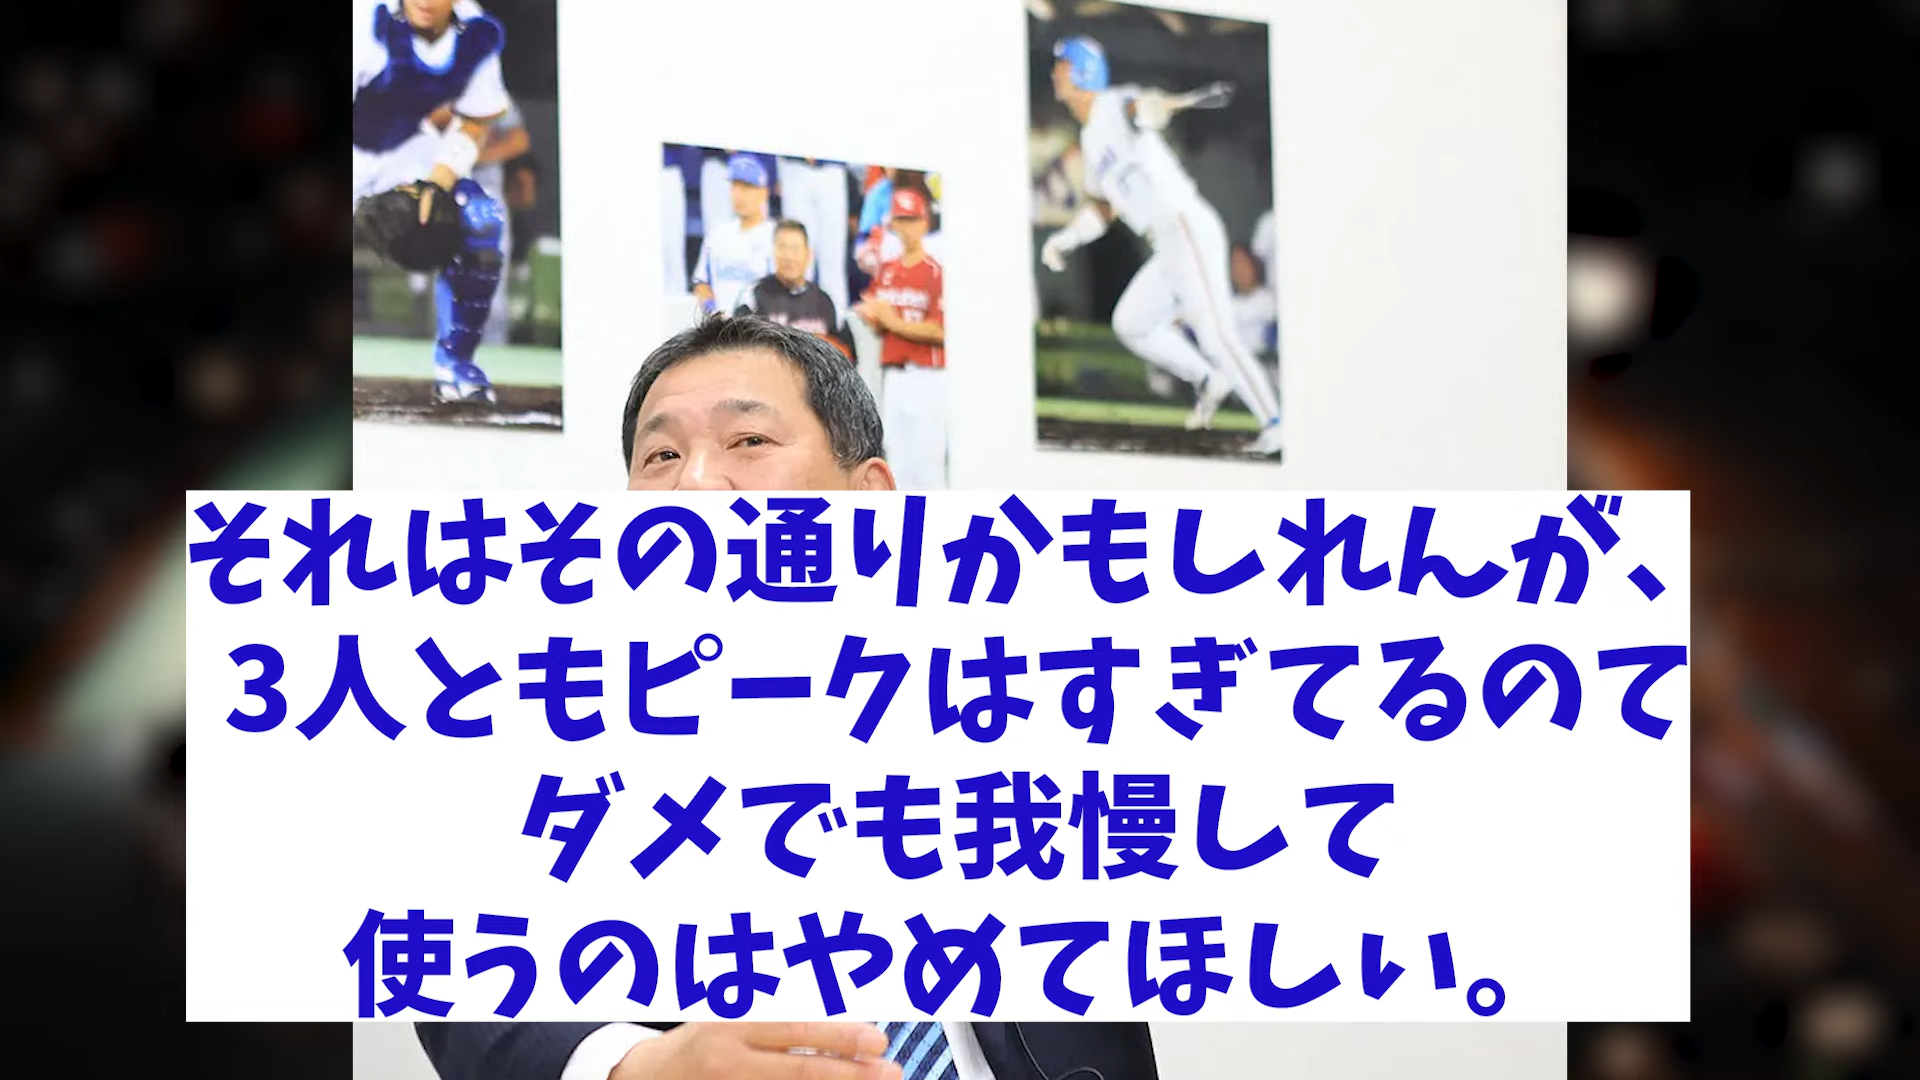 それはその通りかもしれんが、
3人ともピークはすぎてるのて
ダメでも我慢して
使うのはやめてほしい。